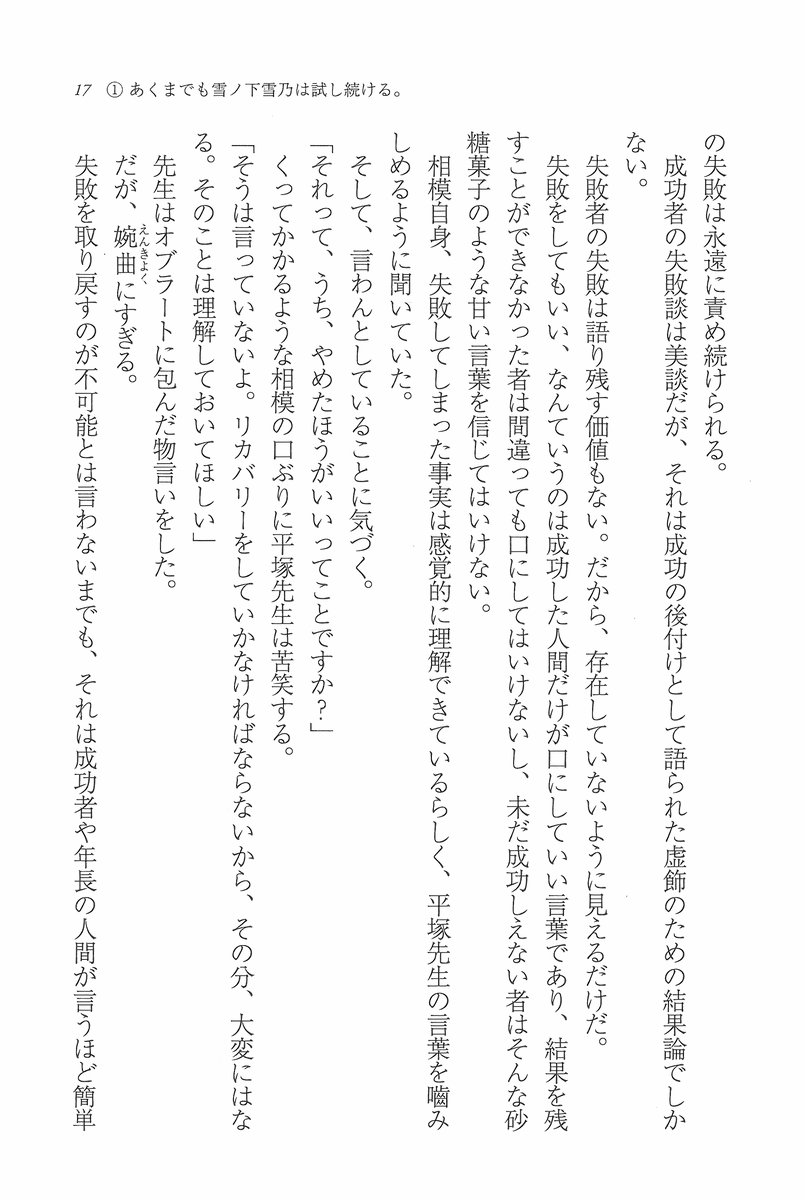 17　①あくまでも雪ノ下雪乃は試し続ける。
の失敗は永遠に責め続けられる。
　成功者の失敗談は美談だが、それは成功の後付けとして語られた虚飾のための結果論でしか
ない。
　失敗者の失敗は語り残す価値もない。だから、存在していないように見えるだけだ。
　失敗をしてもいい、なんていうのは成功した人間だけが口にしていい言葉であり、結果を残
すことができなかった者は間違っても口にしてはいけないし、未だ成功しえない者はそんな砂
糖菓子のような甘い言葉を信じてはいけない。
　相模自身、失敗してしまった事実は感覚的に理解できているらしく、平塚先生の言葉を嚙み
しめるように聞いていた。
　そして、言わんとしていることに気づく。
「それって、うち、やめたほうがいいってことですか？」
　くってかかるような相模の口ぶりに平塚先生は苦笑する。
「そうは言っていないよ。リカバリーをしていかなければならないから、その分、大変にはな
る。そのことは理解しておいてほしい」
　先生はオブラートに包んだ物言いをした。
　だが、婉曲にすぎる。
えんきょく
　失敗を取り戻すのが不可能とは言わないまでも、それは成功者や年長の人間が言うほど簡単